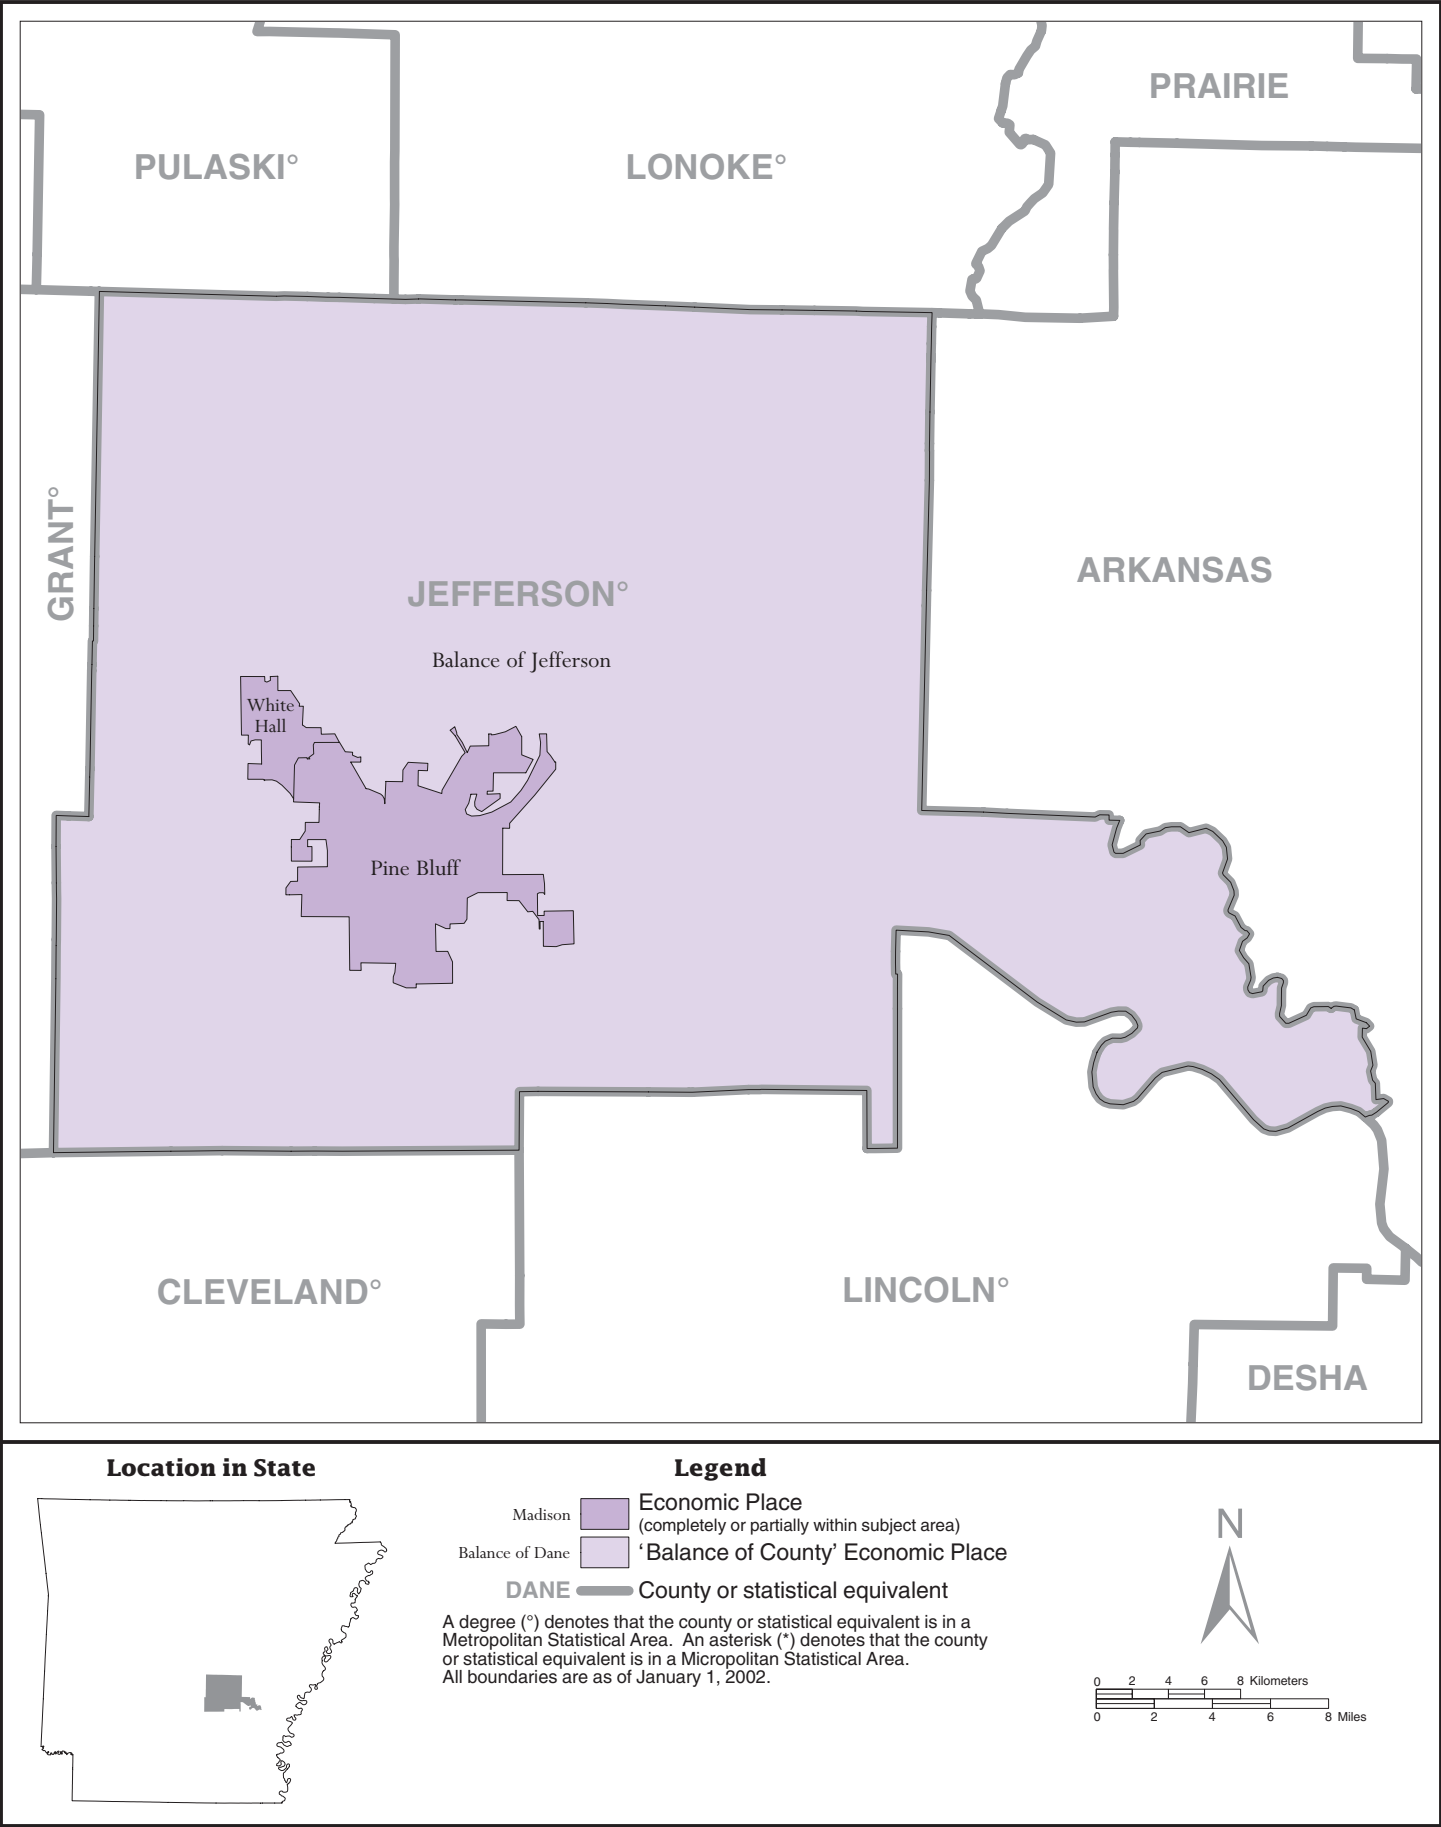 PRAIRIE
PULASKI°
LONOKE°
GRANT°
ARKANSAS
JEFFERSON°
Balance of Jefferson
White
Hall
Pine Bluff
CLEVELAND°
LINCOLN°
DESHA
Location in State
Legend
Madison
Economic Place
(completely or partially within subject area)
Balance of Dane
‘Balance of County’ Economic Place
DANE
County or statistical equivalent
A degree (°) denotes that the county or statistical equivalent is in a
Metropolitan Statistical Area. An asterisk (*) denotes that the county
or statistical equivalent is in a Micropolitan Statistical Area.
All boundaries are as of January 1, 2002.
N
0 2 4 6 8 Kilometers
0 2 4 6 8 Miles